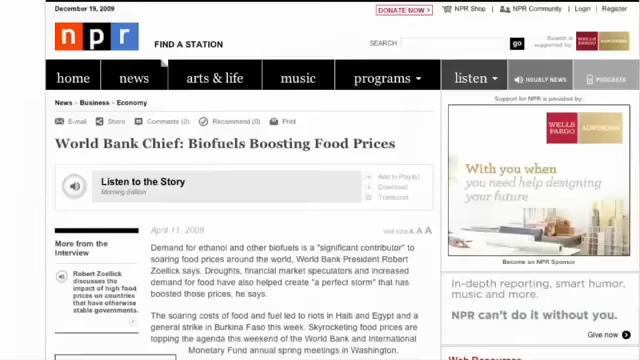 December 19, 2009
DONATE NOW
NPR Shop
NPR Community
Login
Register
npr
FIND A STATION
SEARCH
go
Search is
supported by
WELLS
FARGO
ADVISORS
home
news
arts & life
music
programs
listen
HOURLY NEWS
PODCASTS
News > Business > Economy
E-mail
Share
Comments (0)
Recommend (0)
Print
World Bank Chief: Biofuels Boosting Food Prices
Listen to the Story
Morning Edition
Add to Playlist
Download
Transcript
April 11, 2008
A A A
More from the
Interview
Robert Zoellick
discusses the
impact of high food
prices on countries
that have otherwise
stable governments.
Demand for ethanol and other biofuels is a "significant contributor" to
soaring food prices around the world, World Bank President Robert
Zoellick says. Droughts, financial market speculators and increased
demand for food have also helped create "a perfect storm" that has
boosted those prices, he says.
The soaring costs of food and fuel led to riots in Haiti and Egypt and a
general strike in Burkina Faso this week. Skyrocketing food prices are
topping the agenda this weekend of the World Bank and International
Monetary Fund annual spring meetings in Washington.
Support for NPR is provided by:
WELLS
FARGO
ADVISORS
With you when
you need help designing
your future
Become an NPR Sponsor
In-depth reporting, smart humor,
music and more.
NPR can't do it without you.
Give now
Web Resources